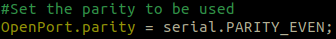 #Set the parity to be used
OpenPort.parity = serial.PARITY_EVEN;